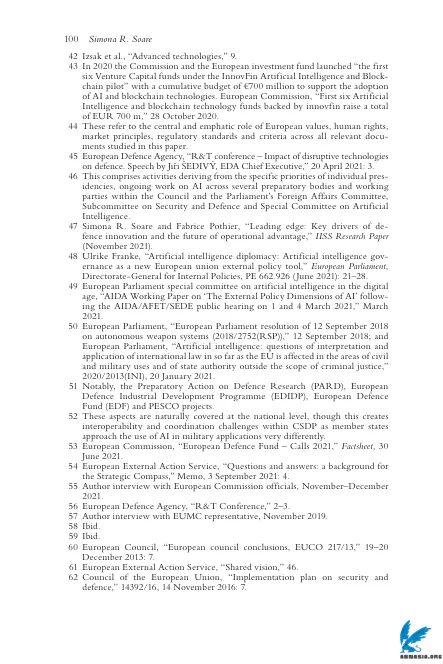 100 Simona R. Soare
42 Izsak et al., “Advanced technologies,” 9.
43 In 2020 the Commission and the European investment fund launched “the first
six Venture Capital funds under the InnovFin Artificial Intelligence and Block-
chain pilot” with a cumulative budget of €700 million to support the adoption
of AI and blockchain technologies. European Commission, “First six Artificial
Intelligence and blockchain technology funds backed by innovfin raise a total
of EUR 700 m,” 28 October 2020.
44 These refer to the central and emphatic role of European values, human rights,
market principles, regulatory standards and criteria across all relevant docu-
ments studied in this paper.
45 European Defence Agency, “R&T conference – Impact of disruptive technologies
on defence. Speech by Jiří ŠEDIVÝ, EDA Chief Executive,” 20 April 2021: 3.
46 This comprises activities deriving from the specific priorities of individual pres-
idencies, ongoing work on AI across several preparatory bodies and working
parties within the Council and the Parliament’s Foreign Affairs Committee,
Subcommittee on Security and Defence and Special Committee on Artificial
Intelligence.
47 Simona R. Soare and Fabrice Pothier, “Leading edge: Key drivers of de-
fence innovation and the future of operational advantage,” IISS Research Paper
(November 2021).
48 Ulrike Franke, “Artificial intelligence diplomacy: Artificial intelligence gov-
ernance as a new European union external policy tool,” European Parliament,
Directorate-General for Internal Policies, PE 662.926 (June 2021): 21–28.
49 European Parliament special committee on artificial intelligence in the digital
age, “AIDA Working Paper on ‘The External Policy Dimensions of AI’ follow-
ing the AIDA/AFET/SEDE public hearing on 1 and 4 March 2021,” March
2021.
50 European Parliament, “European Parliament resolution of 12 September 2018
on autonomous weapon systems (2018/2752(RSP)),” 12 September 2018; and
European Parliament, “Artificial intelligence: questions of interpretation and
application of international law in so far as the EU is affected in the areas of civil
and military uses and of state authority outside the scope of criminal justice,”
2020/2013(INI), 20 January 2021.
51 Notably, the Preparatory Action on Defence Research (PARD), European
Defence Industrial Development Programme (EDIDP), European Defence
Fund (EDF) and PESCO projects.
52 These aspects are naturally covered at the national level, though this creates
interoperability and coordination challenges within CSDP as member states
approach the use of AI in military applications very differently.
53 European Commission, “European Defence Fund – Calls 2021,” Factsheet, 30
June 2021.
54 European External Action Service, “Questions and answers: a background for
the Strategic Compass,” Memo, 3 September 2021: 4.
55 Author interview with European Commission officials, November–December
2021.
56 European Defence Agency, “R&T Conference,” 2–3.
57 Author interview with EUMC representative, November 2019.
58 Ibid.
59 Ibid.
60 European Council, “European council conclusions, EUCO 217/13,” 19–20
December 2013: 7.
61 European External Action Service, “Shared vision,” 46.
62 Council of the European Union, “Implementation plan on security and
defence,” 14392/16, 14 November 2016: 7.